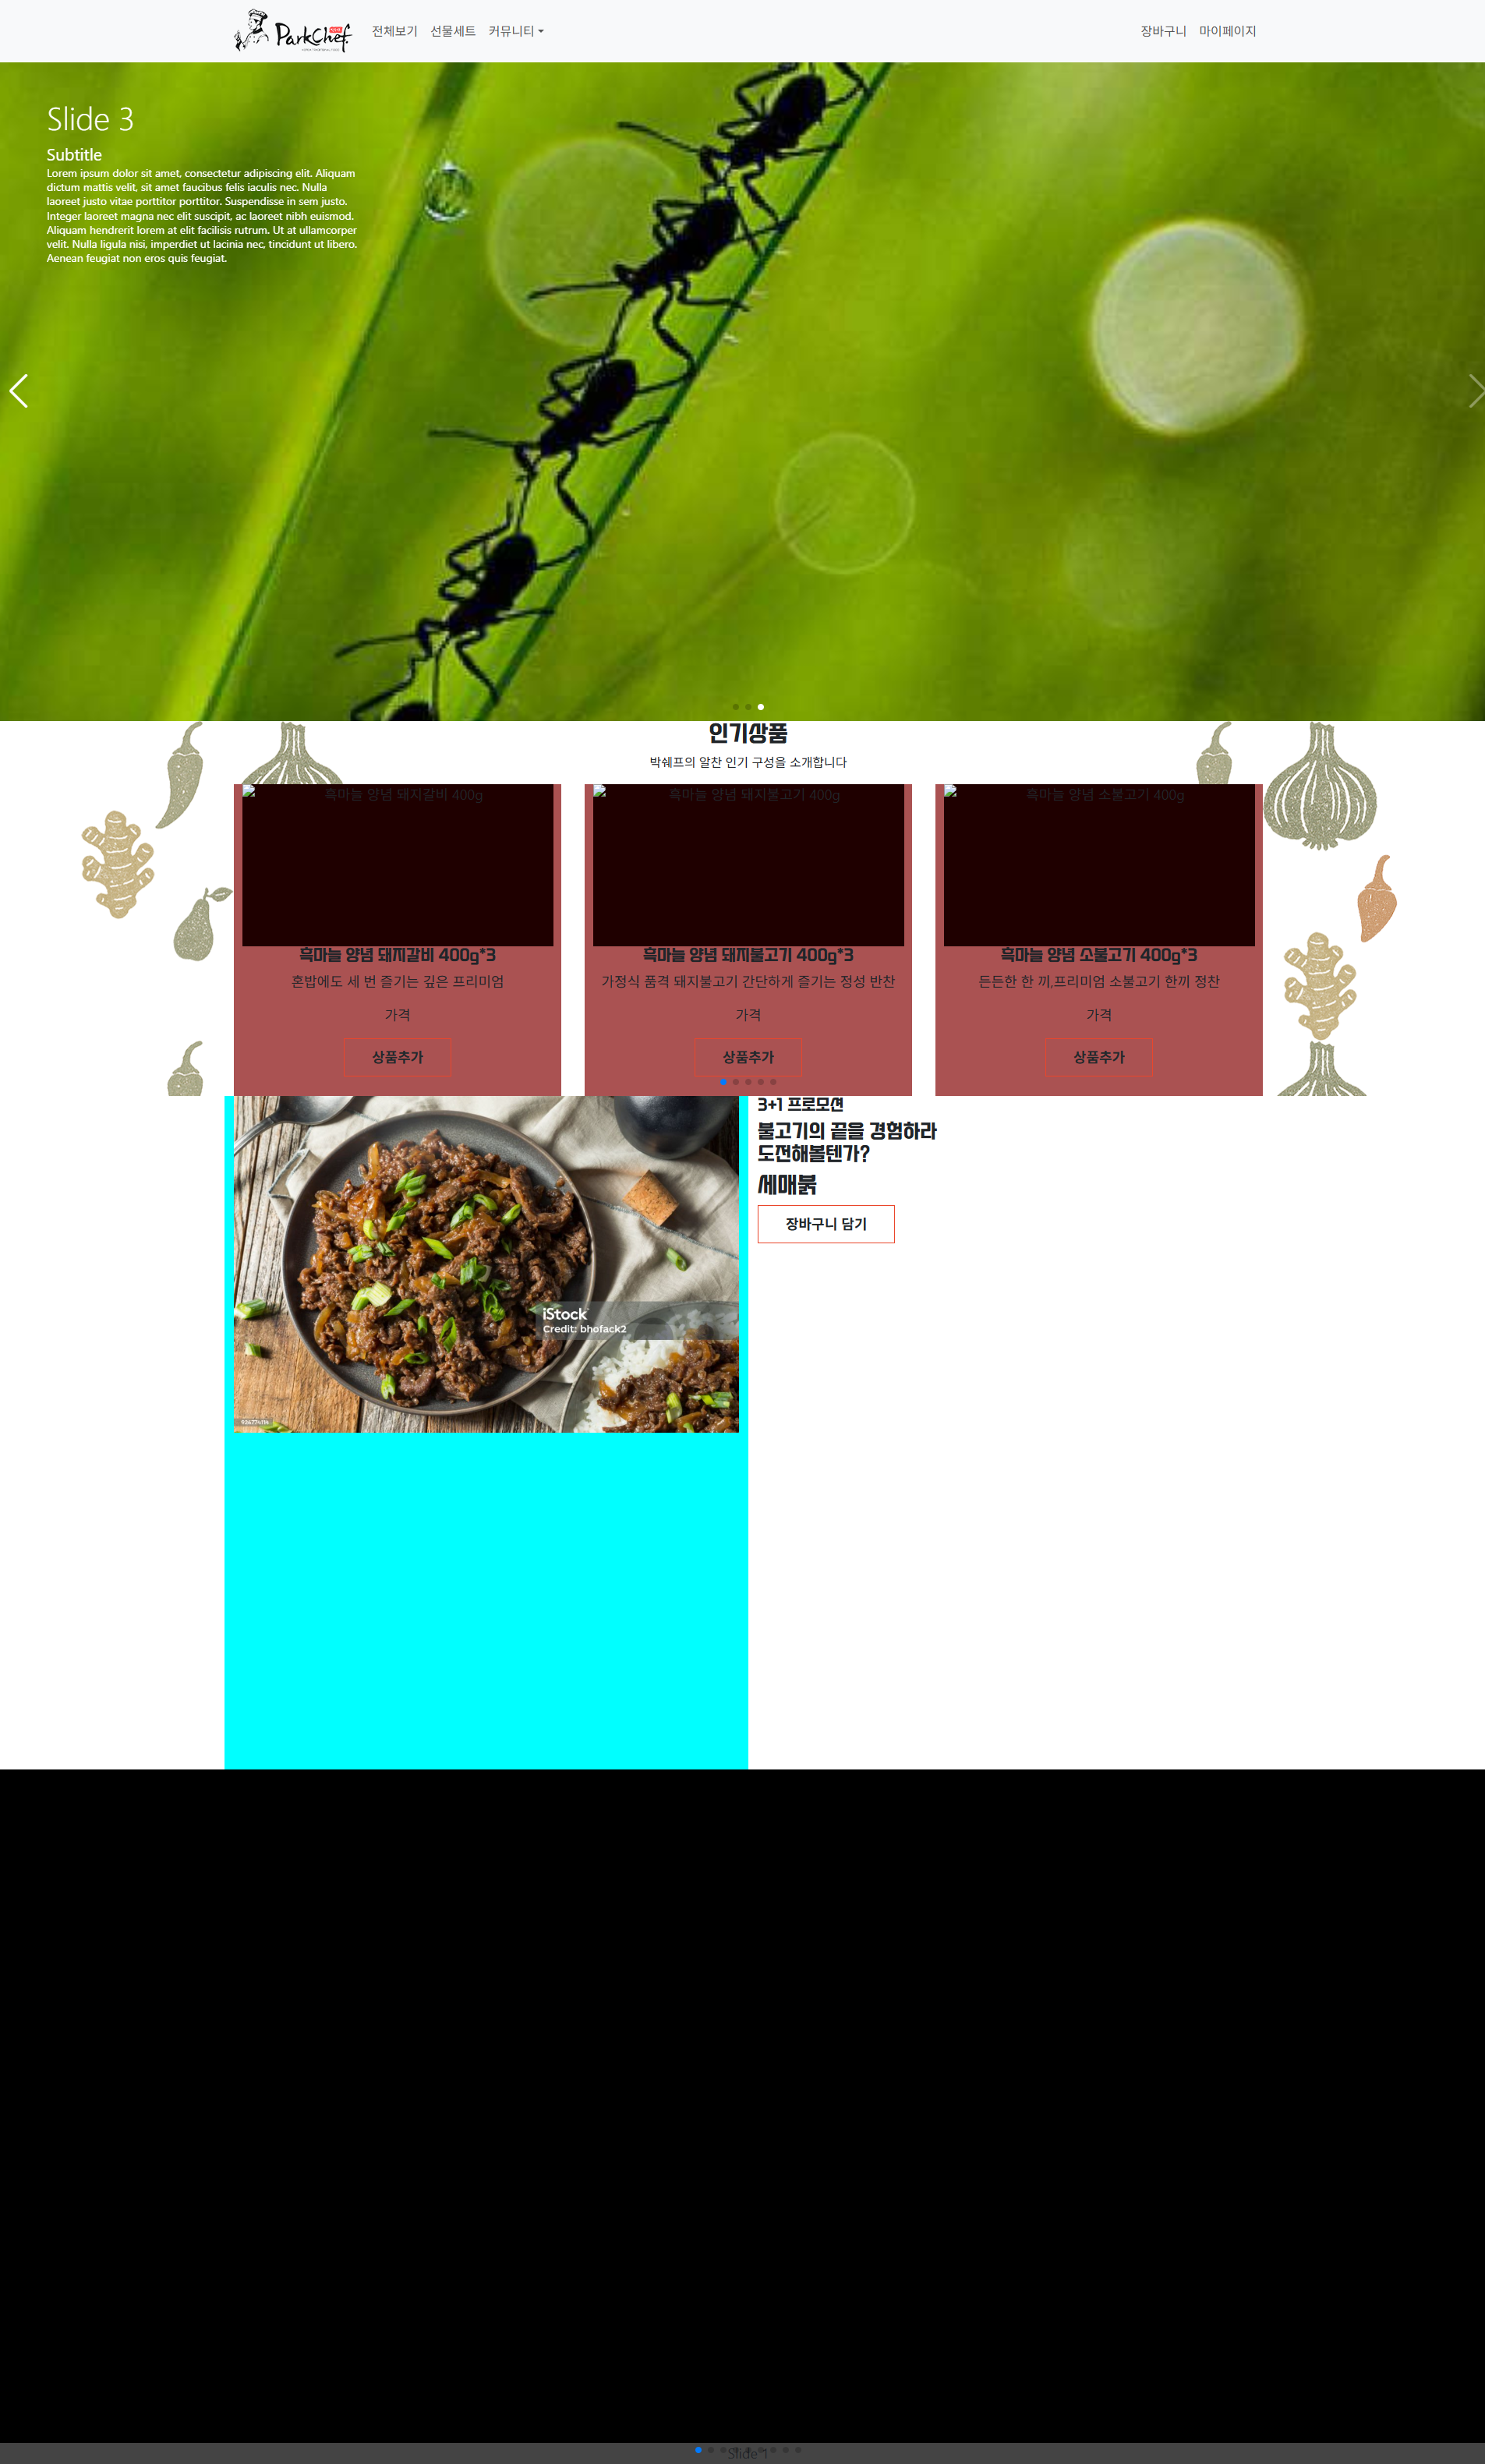 ParkChef.
전체보기
선물세트
커뮤니티
장바구니
마이페이지
Slide 3
Subtitle
Lorem ipsum dolor sit amet, consectetur adipiscing elit. Aliquam
dictum mattis velit, sit amet faucibus felis iaculis nec. Nulla
laoreet justo vitae porttitor porttitor. Suspendisse in sem justo.
Integer laoreet magna nec elit suscipit, ac laoreet nibh euismod.
Aliquam hendrerit lorem at elit facilisis rutrum. Ut at ullamcorper
velit. Nulla ligula nisi, imperdiet ut lacinia nec, tincidunt ut libero.
Aenean feugiat non eros quis feugiat.
인기상품
박쉐프의 알찬 인기 구성을 소개합니다
흑마늘 양념 돼지갈비 400g
흑마늘 양념 돼지갈비 400g*3
혼밥에도 세 번 즐기는 깊은 프리미엄
가격
상품추가
흑마늘 양념 돼지불고기 400g
흑마늘 양념 돼지불고기 400g*3
가정식 품격 돼지불고기 간단하게 즐기는 정성 반찬
가격
상품추가
흑마늘 양념 소불고기 400g
흑마늘 양념 소불고기 400g*3
든든한 한 끼,프리미엄 소불고기 한끼 정찬
가격
상품추가
3+1 프로모션
불고기의 끝을 경험하라
도전해볼텐가?
세매붉
장바구니 담기
iStock
Credit: bhofack2
Slide 1